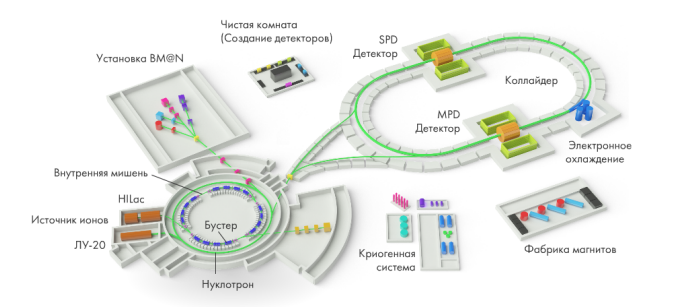 Чистая комната
(Создание детекторов)
SPD
Детектор
Установка BM@N
Коллайдер
MPD
Детектор
Электронное
охлаждение
Внутренняя мишень
HILac
Источник ионов
ЛУ-20
Бустер
Нуклотрон
Криогенная
система
Фабрика магнитов